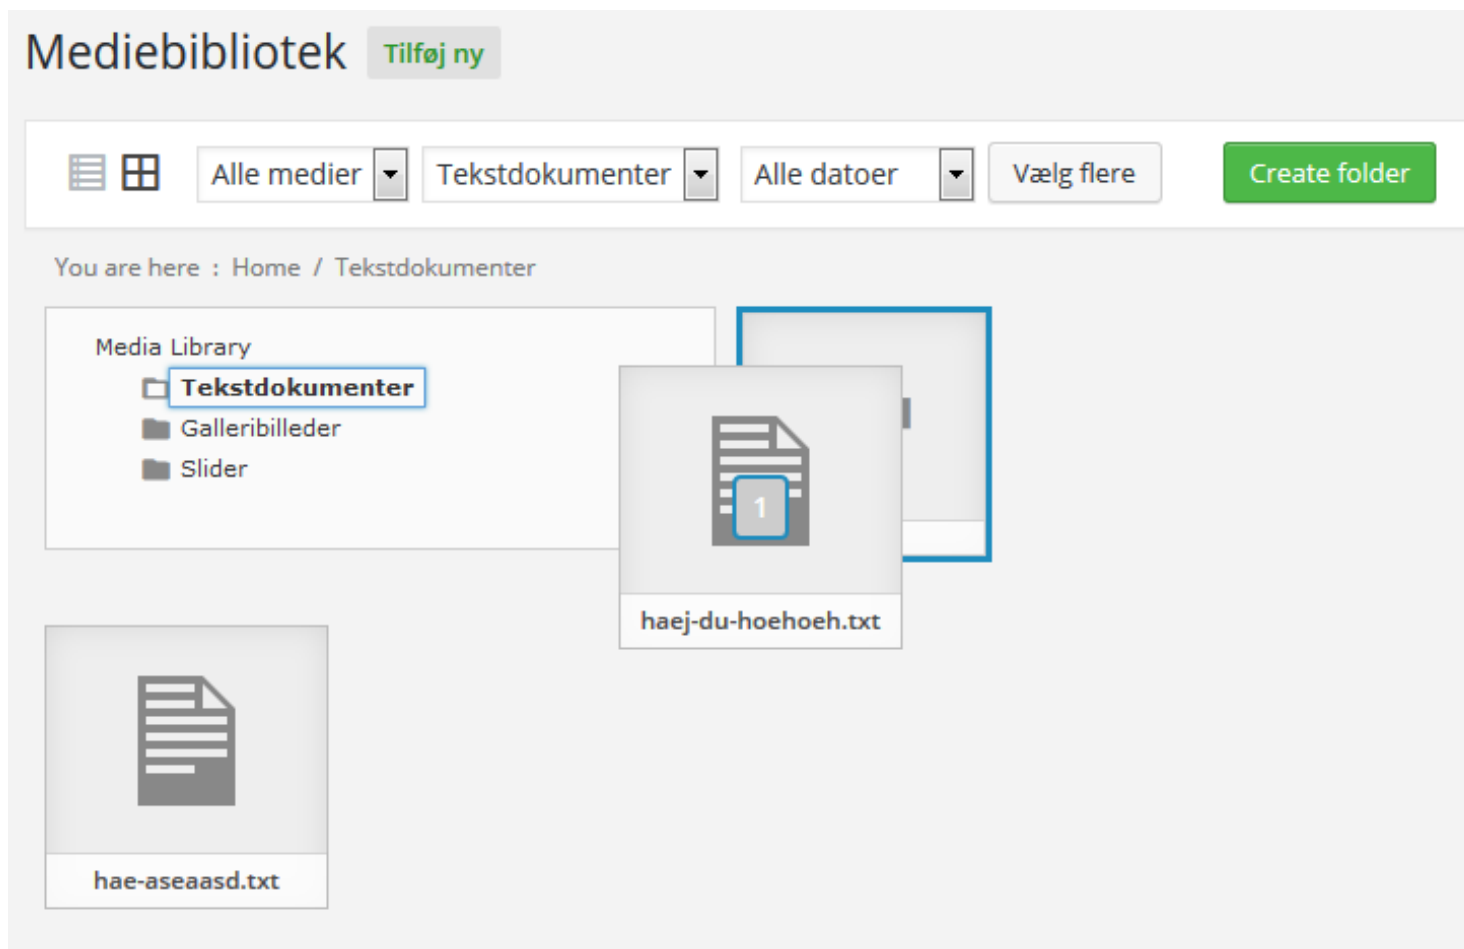 Mediebibliotek Tilføj ny
Alle medier Tekstdokumenter Alle datoer Vælg flere Create folder
You are here : Home / Tekstdokumenter
Media Library
Tekstdokumenter
Galleribilleder
Slider
1
haej-du-hoehoeh.txt
hae-aseaasd.txt